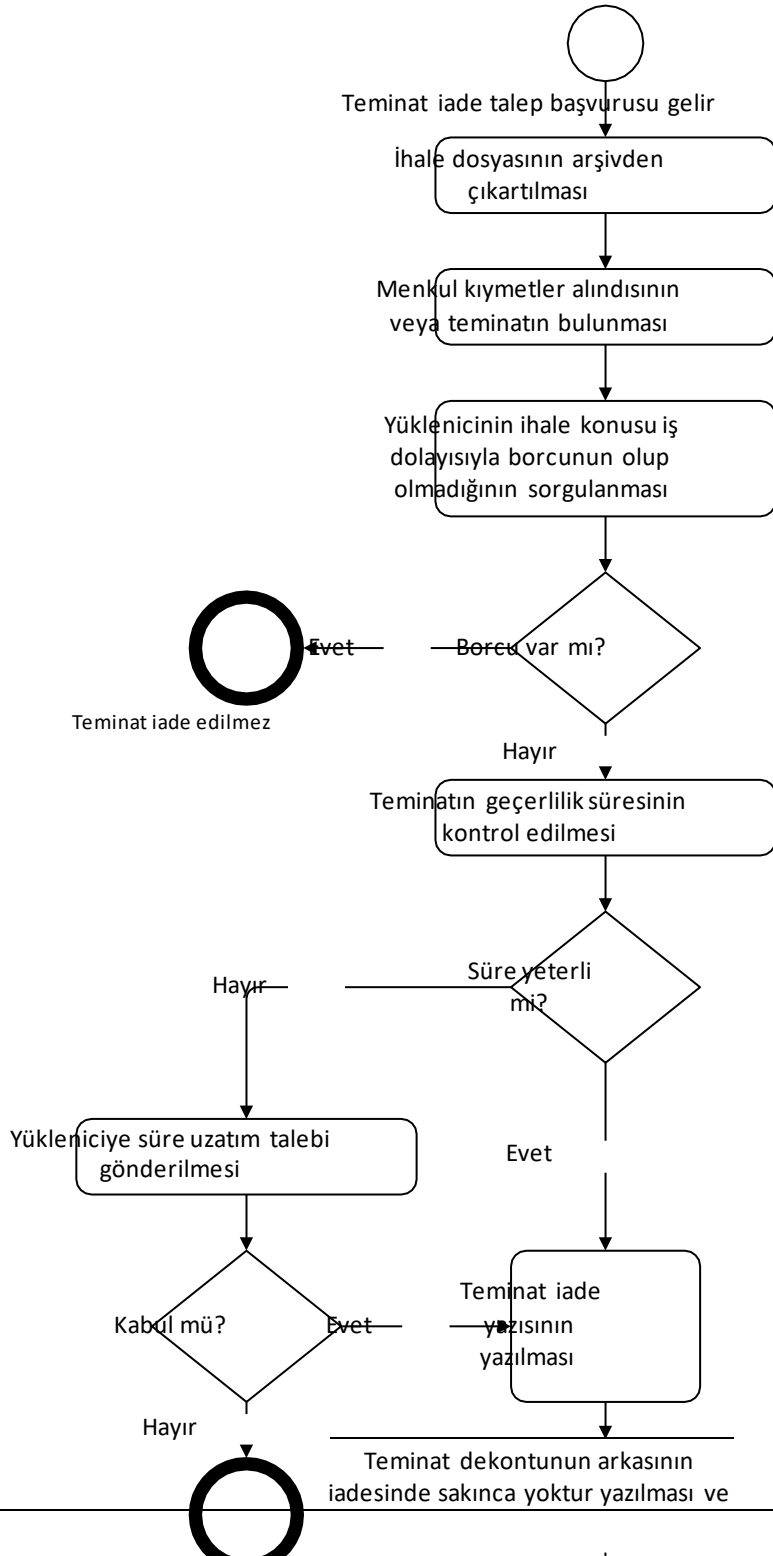 Teminat iade talep başvurusu gelir
İhale dosyasının arşivden
çıkartılması
Menkul kıymetler alındısının
veya teminatın bulunması
Yüklenicinin ihale konusu iş
dolayısıyla borcunun olup
olmadığının sorgulanması
Evet
Borcu var mı?
Teminat iade edilmez
Hayır
Teminatın geçerlilik süresinin
kontrol edilmesi
Süre yeterli
mi?
Hayır
Yükleniciye süre uzatım talebi
gönderilmesi
Evet
Kabul mü?
Evet
Teminat iade
yazısının
yazılması
Hayır
Teminat dekontunun arkasının
iadesinde sakınca yoktur yazılması ve